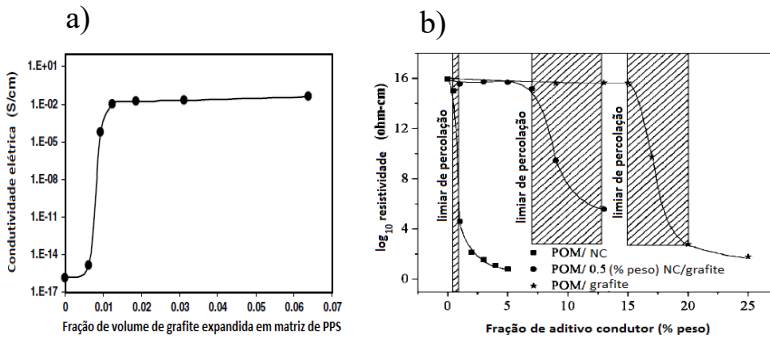 a)
1.E+01
1.E-02
1.E-05
1.E-08
1.E-11
1.E-14
1.E-17
Condutividade elétrica (S/cm)
0 0.01 0.02 0.03 0.04 0.05 0.06 0.07
Fração de volume de grafite expandida em matriz de PPS
b)
16
12
8
4
0
log10 resistividade (ohm-cm)
limiar de percolação
limiar de percolação
limiar de percolação
POM/ NC
POM/ 0.5 (% peso) NC/grafite
POM/ grafite
0 5 10 15 20 25
Fração de aditivo condutor (% peso)